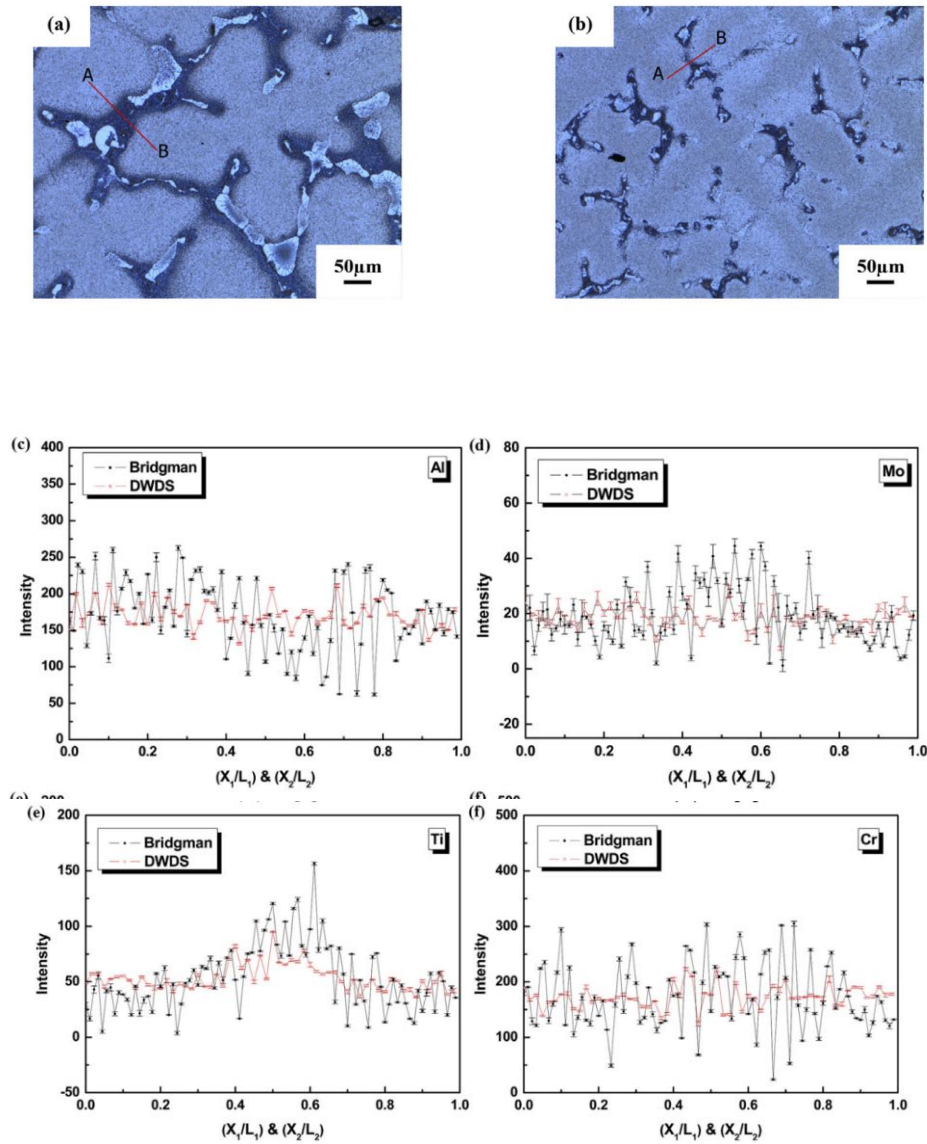 (a)
A
B
50µm
(b)
B
A
50µm
(c)
400
350
300
250
200
150
100
50
0
Intensity
Bridgman
DWDS
Al
0.0 0.2 0.4 0.6 0.8 1.0
(X₁/L₁) & (X₂/L₂)
(d)
80
60
40
20
0
-20
Intensity
Bridgman
DWDS
Mo
0.0 0.2 0.4 0.6 0.8 1.0
(X₁/L₁) & (X₂/L₂)
(e)
200
150
100
50
0
-50
Intensity
Bridgman
DWDS
Ti
0.0 0.2 0.4 0.6 0.8 1.0
(X₁/L₁) & (X₂/L₂)
(f)
500
400
300
200
100
0
Intensity
Bridgman
DWDS
Cr
0.0 0.2 0.4 0.6 0.8 1.0
(X₁/L₁) & (X₂/L₂)